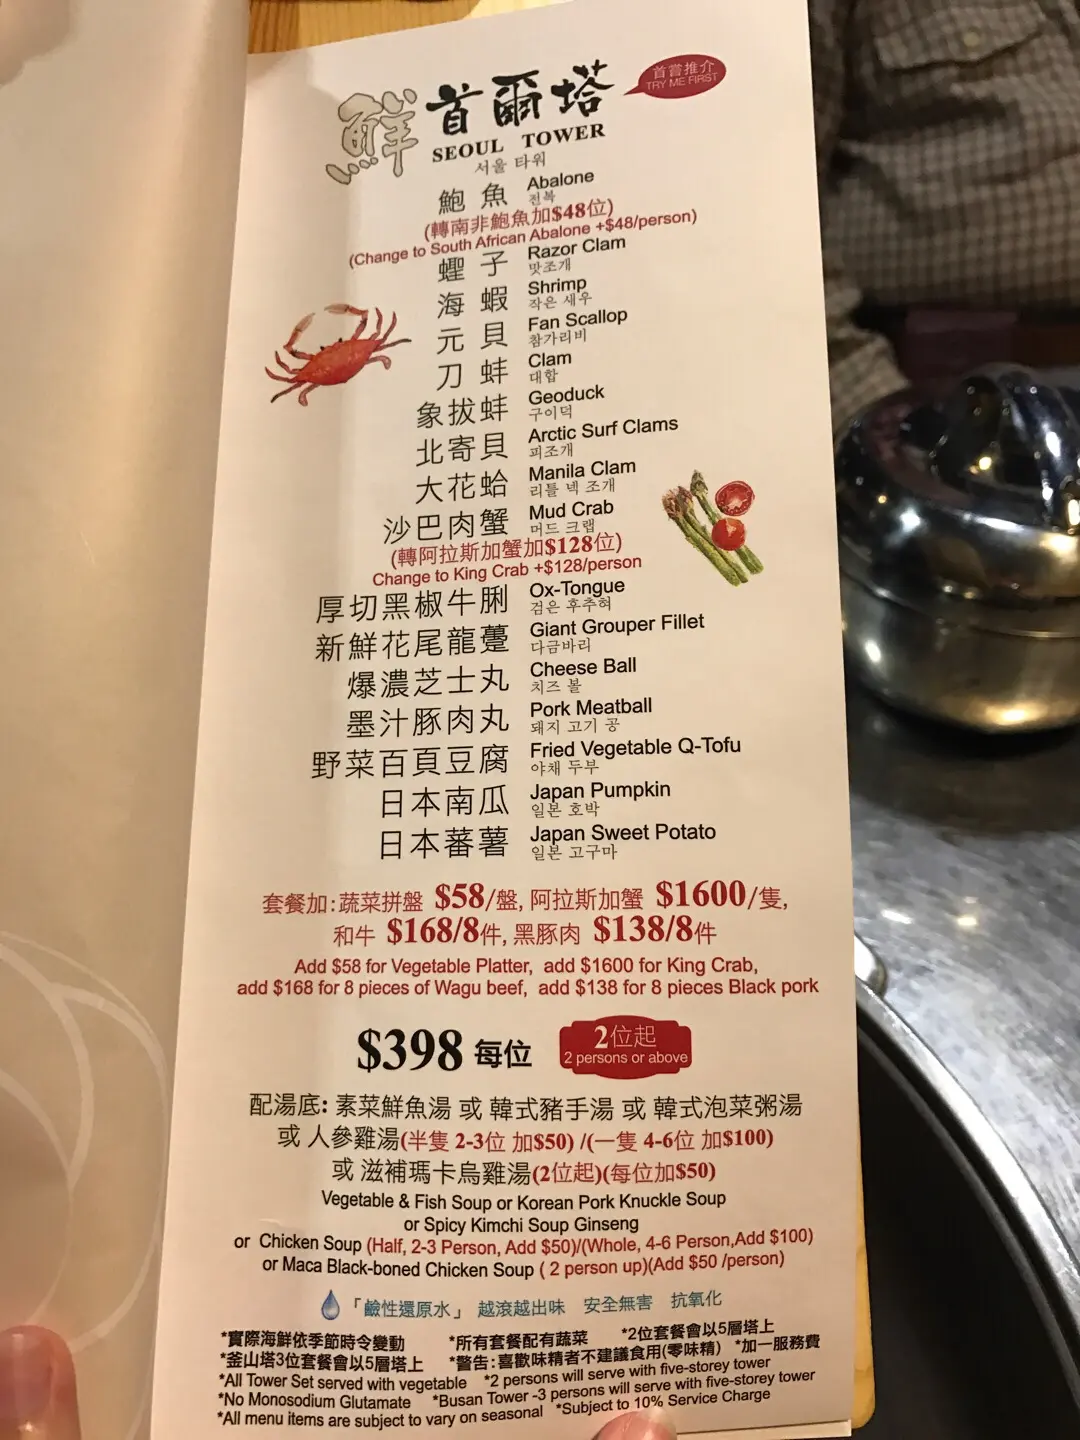 鮮 首爾塔
首嘗推介
TRY ME FIRST
SEOUL TOWER
서울 타워
鮑魚 Abalone
전복
(轉南非鮑魚加$48位)
(Change to South African Abalone +$48/person)
蟶子 Razor Clam
맛조개
海蝦 Shrimp
작은 새우
元貝 Fan Scallop
참가리비
刀蚌 Clam
대합
象拔蚌 Geoduck
구이덕
北寄貝 Arctic Surf Clams
피조개
大花蛤 Manila Clam
리틀 넥 조개
沙巴肉蟹 Mud Crab
머드 크랩
(轉阿拉斯加蟹加$128位)
Change to King Crab +$128/person
厚切黑椒牛脷 Ox-Tongue
검은 후추혀
新鮮花尾龍躉 Giant Grouper Fillet
다금바리
爆濃芝士丸 Cheese Ball
치즈 볼
墨汁豚肉丸 Pork Meatball
돼지 고기 공
野菜百頁豆腐 Fried Vegetable Q-Tofu
야채 두부
日本南瓜 Japan Pumpkin
일본 호박
日本蕃薯 Japan Sweet Potato
일본 고구마
套餐加:蔬菜拼盤 $58/盤, 阿拉斯加蟹 $1600/隻,
和牛 $168/8件, 黑豚肉 $138/8件
Add $58 for Vegetable Platter, add $1600 for King Crab,
add $168 for 8 pieces of Wagu beef, add $138 for 8 pieces Black pork
$398 每位
2位起
2 persons or above
配湯底: 素菜鮮魚湯 或 韓式豬手湯 或 韓式泡菜粥湯
或 人參雞湯(半隻 2-3位 加$50) /(一隻 4-6位 加$100)
或 滋補瑪卡烏雞湯(2位起)(每位加$50)
Vegetable & Fish Soup or Korean Pork Knuckle Soup
or Spicy Kimchi Soup Ginseng
or Chicken Soup (Half, 2-3 Person, Add $50)/(Whole, 4-6 Person,Add $100)
or Maca Black-boned Chicken Soup ( 2 person up)(Add $50 /person)
「鹼性還原水」 越滾越出味 安全無害 抗氧化
*實際海鮮依季節時令變動 *所有套餐配有蔬菜 *2位套餐會以5層塔上
*釜山塔3位套餐會以5層塔上 *警告:喜歡味精者不建議食用(零味精) *加一服務費
*All Tower Set served with vegetable *2 persons will serve with five-storey tower
*No Monosodium Glutamate *Busan Tower -3 persons will serve with five-storey tower
*All menu items are subject to vary on seasonal *Subject to 10% Service Charge